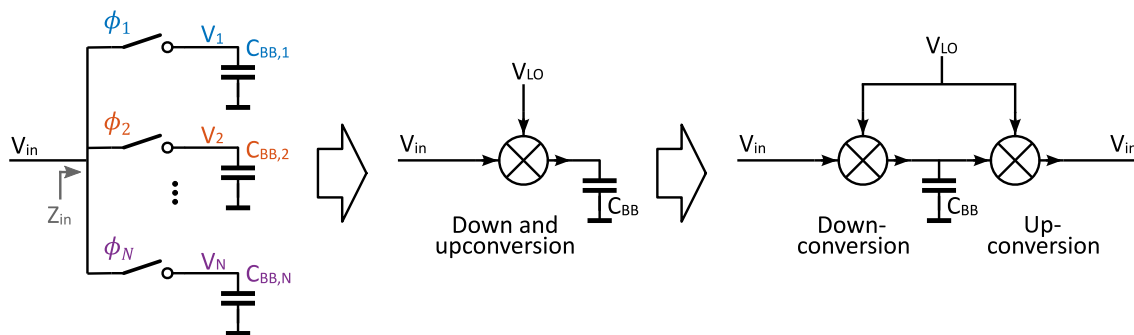 ϕ1
V1
CBB,1
Vin
ϕ2
V2
CBB,2
Zin
ϕN
VN
CBB,N
VLO
Vin
CBB
Down and
upconversion
VLO
Vin
Vin
CBB
Down-
conversion
Up-
conversion